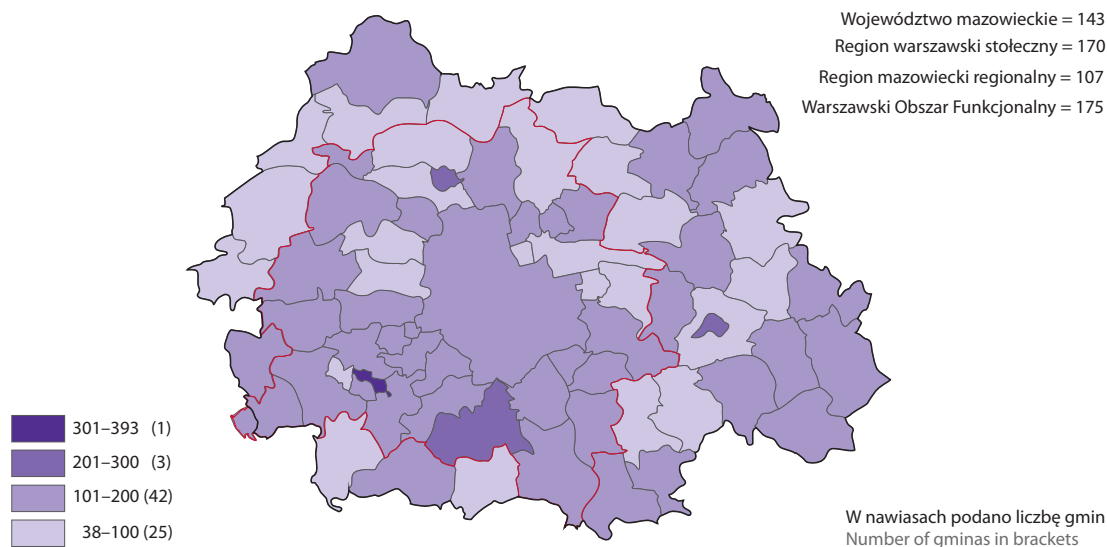 Województwo mazowieckie = 143
Region warszawski stołeczny = 170
Region mazowiecki regionalny = 107
Warszawski Obszar Funkcjonalny = 175
301–393 (1)
201–300 (3)
101–200 (42)
38–100 (25)
W nawiasach podano liczbę gmin
Number of gminas in brackets